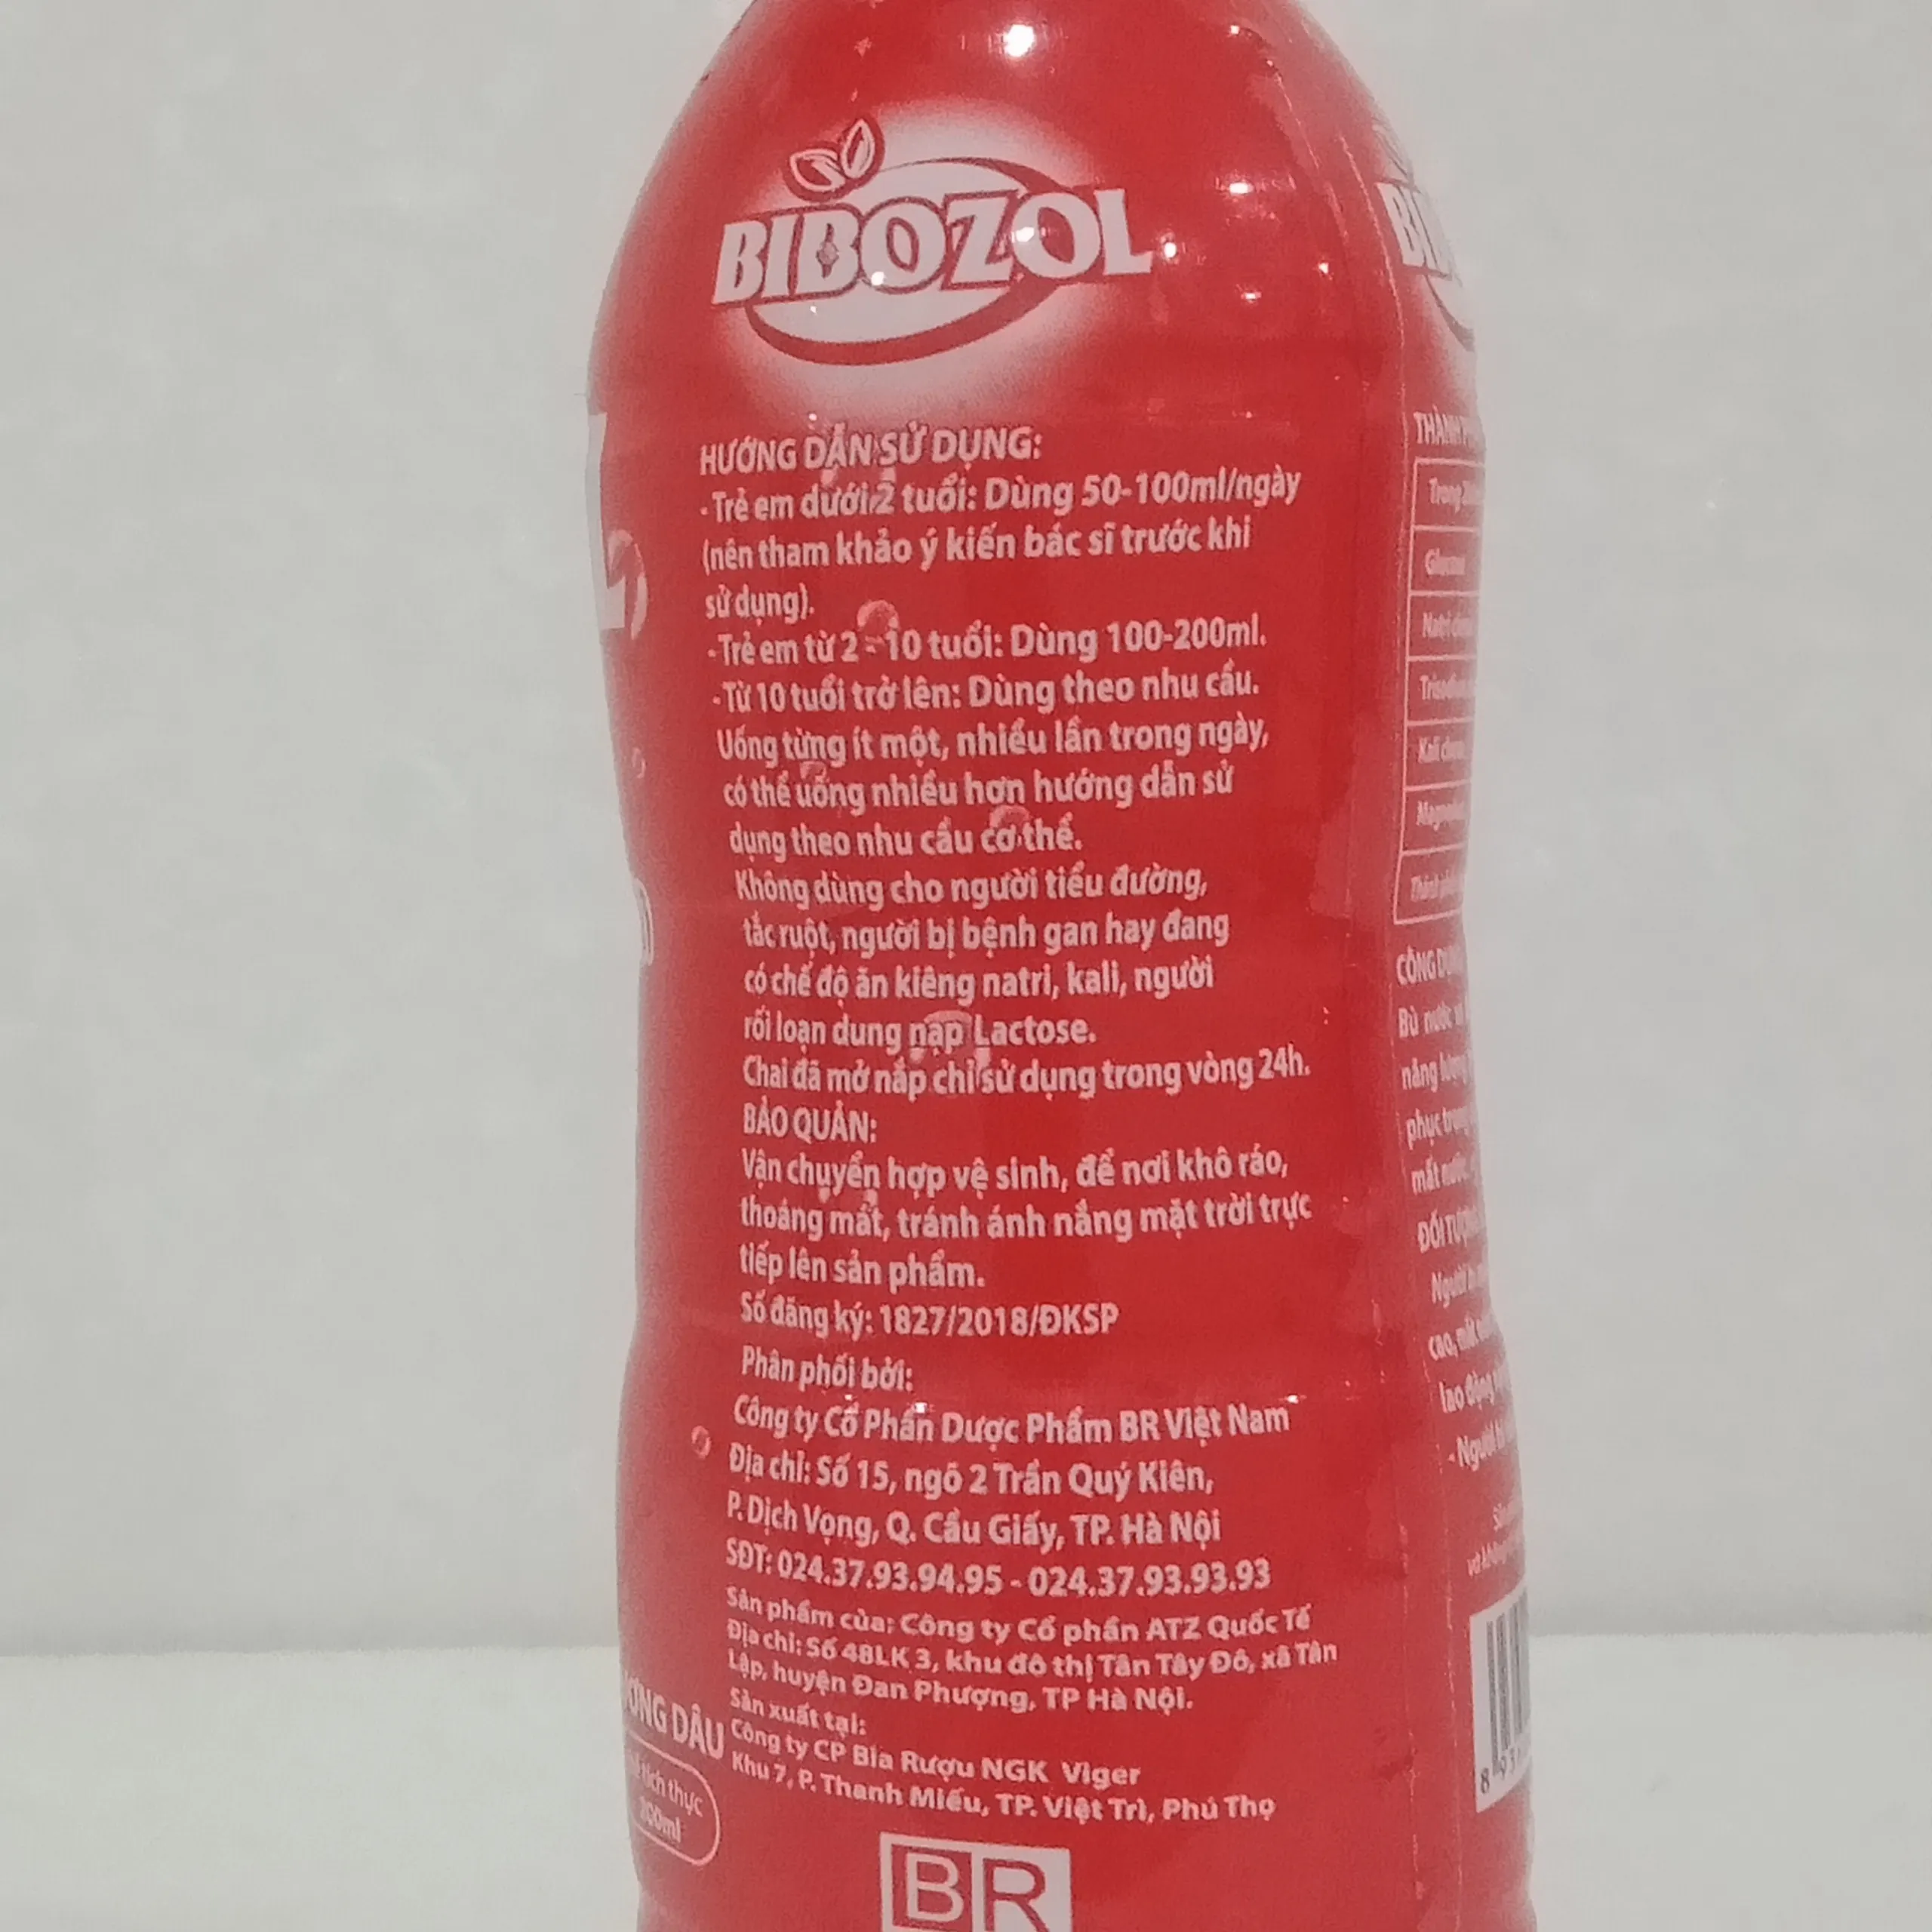 BIBOZOL
HƯỚNG DẪN SỬ DỤNG:
- Trẻ em dưới 2 tuổi: Dùng 50-100ml/ngày
(nên tham khảo ý kiến bác sĩ trước khi
sử dụng).
- Trẻ em từ 2 - 10 tuổi: Dùng 100-200ml.
- Từ 10 tuổi trở lên: Dùng theo nhu cầu.
Uống từng ít một, nhiều lần trong ngày,
có thể uống nhiều hơn hướng dẫn sử
dụng theo nhu cầu cơ thể.
Không dùng cho người tiểu đường,
tắc ruột, người bị bệnh gan hay đang
có chế độ ăn kiêng natri, kali, người
rối loạn dung nạp Lactose.
Chai đã mở nắp chỉ sử dụng trong vòng 24h.
BẢO QUẢN:
Vận chuyển hợp vệ sinh, để nơi khô ráo,
thoáng mát, tránh ánh nắng mặt trời trực
tiếp lên sản phẩm.
Số đăng ký: 1827/2018/ĐKSP
Phân phối bởi:
Công ty Cổ Phần Dược Phẩm BR Việt Nam
Địa chỉ: Số 15, ngõ 2 Trần Quý Kiên,
P. Dịch Vọng, Q. Cầu Giấy, TP. Hà Nội
SĐT: 024.37.93.94.95 - 024.37.93.93.93
Sản phẩm của: Công ty Cổ phần ATZ Quốc Tế
Địa chỉ: Số 48LK 3, khu đô thị Tân Tây Đô, xã Tân
Lập, huyện Đan Phượng, TP Hà Nội.
Sản xuất tại:
Công ty CP Bia Rượu NGK Viger
Khu 7, P. Thanh Miếu, TP. Việt Trì, Phú Thọ
BR
DÂU
tích thực
Bù nước
năng lượng
mất nước